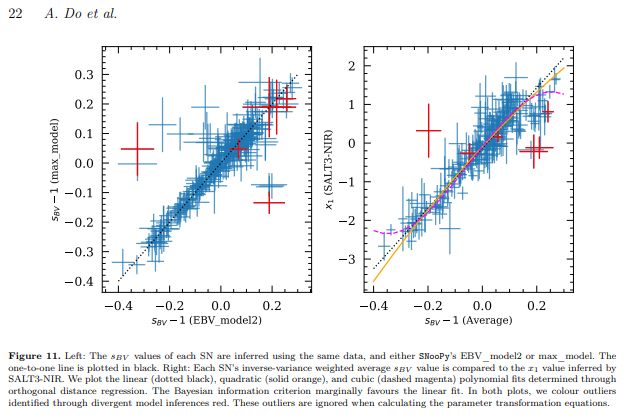 22 A. Do et al.
0.3
0.2
0.1
0.0
−0.1
−0.2
−0.3
−0.4
s_BV − 1 (max_model)
−0.4 −0.2 0.0 0.2
s_BV − 1 (EBV_model2)
2
1
0
−1
−2
−3
x_1 (SALT3-NIR)
−0.4 −0.2 0.0 0.2
s_BV − 1 (Average)
Figure 11. Left: The s_BV values of each SN are inferred using the same data, and either SNooPy's EBV_model2 or max_model. The
one-to-one line is plotted in black. Right: Each SN's inverse-variance weighted average s_BV value is compared to the x_1 value inferred by
SALT3-NIR. We plot the linear (dotted black), quadratic (solid orange), and cubic (dashed magenta) polynomial fits determined through
orthogonal distance regression. The Bayesian information criterion marginally favours the linear fit. In both plots, we colour outliers
identified through divergent model inferences red. These outliers are ignored when calculating the parameter transformation equations.